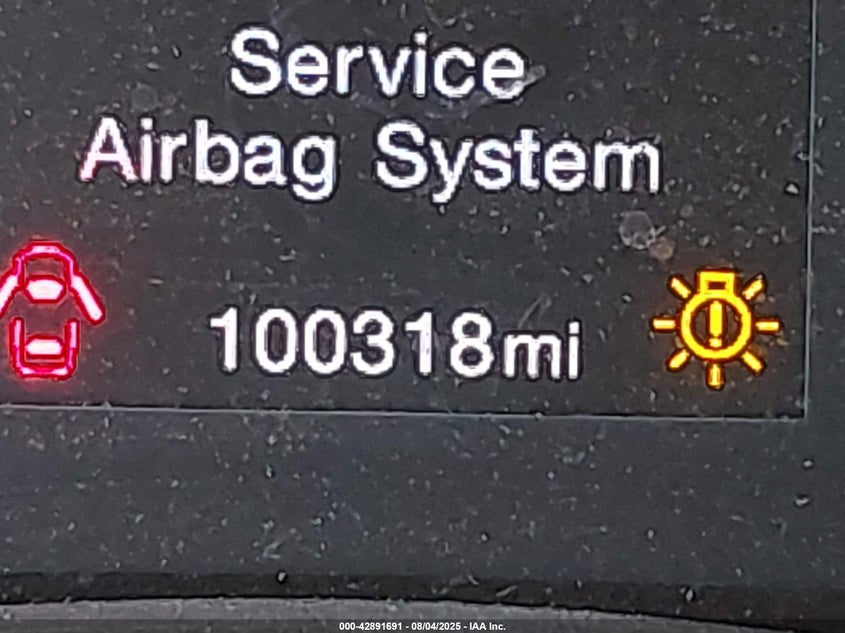 Service
Airbag System
100318mi
000-42891691 - 08/04/2025 - IAA Inc.